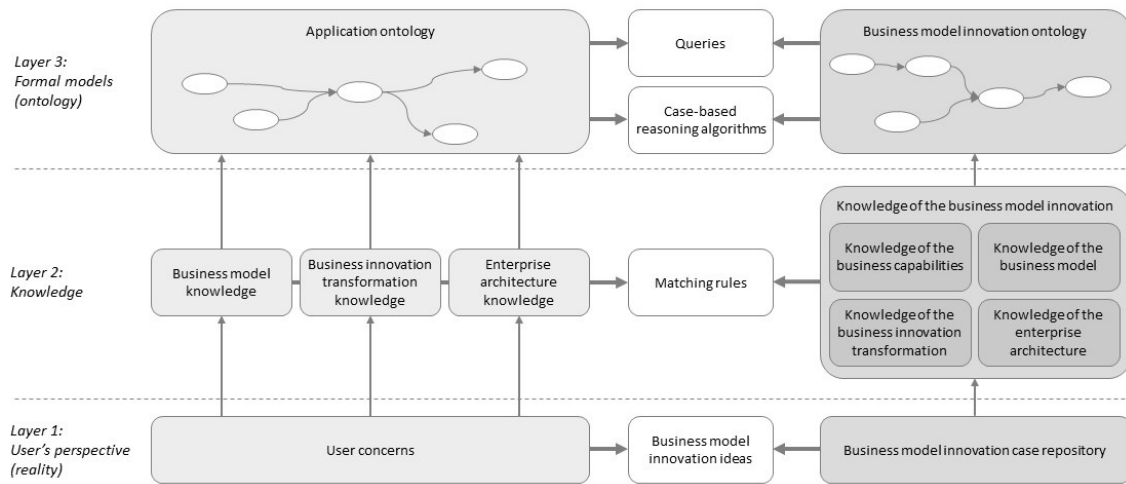 Layer 3:
Formal models
(ontology)
Application ontology
Queries
Case-based
reasoning algorithms
Business model innovation ontology
Layer 2:
Knowledge
Business model
knowledge
Business innovation
transformation
knowledge
Enterprise
architecture
knowledge
Matching rules
Knowledge of the business model innovation
Knowledge of the
business capabilities
Knowledge of the
business model
Knowledge of the
business innovation
transformation
Knowledge of the
enterprise
architecture
Layer 1:
User's perspective
(reality)
User concerns
Business model
innovation ideas
Business model innovation case repository